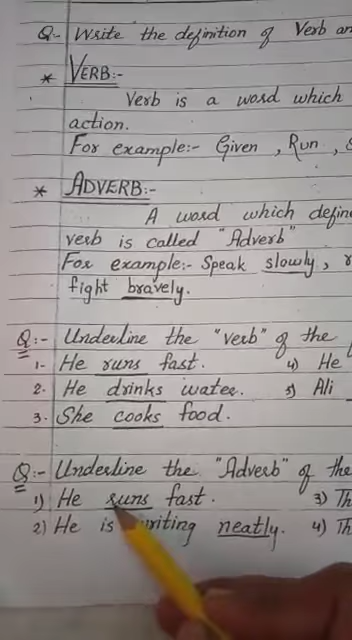 Q:- Write the definition of Verb an
* VERB:-
Verb is a word which
action.
For example:- Given, Run,
* ADVERB:-
A word which define
verb is called "Adverb"
For example:- Speak slowly,
fight bravely.
Q:- Underline the "verb" of the
1- He runs fast. 4) He
2. He drinks water. 5) Ali
3. She cooks food.
Q:- Underline the "Adverb" of the
1) He runs fast. 3) Th
2) He is writing neatly. 4) Th